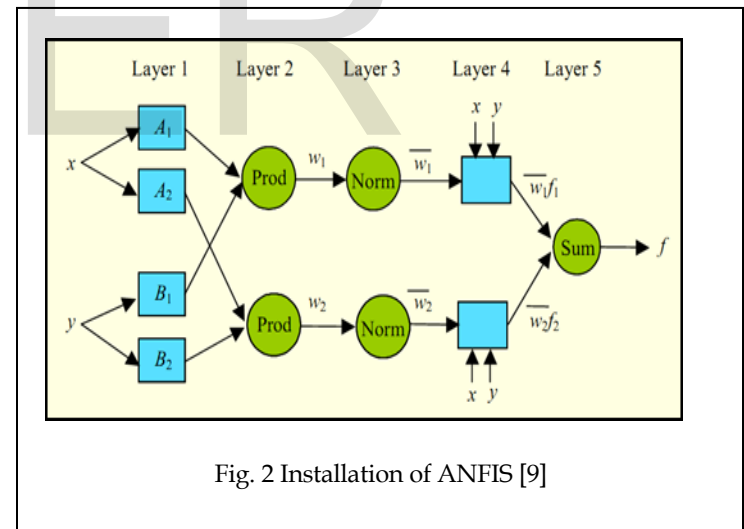 ER
Layer 1 Layer 2 Layer 3 Layer 4 Layer 5
x y
A₁
x Prod w₁ Norm w̅₁ w̅₁f₁
A₂
Sum f
B₁
y Prod w₂ Norm w̅₂ w̅₂f₂
B₂
x y
Fig. 2 Installation of ANFIS [9]